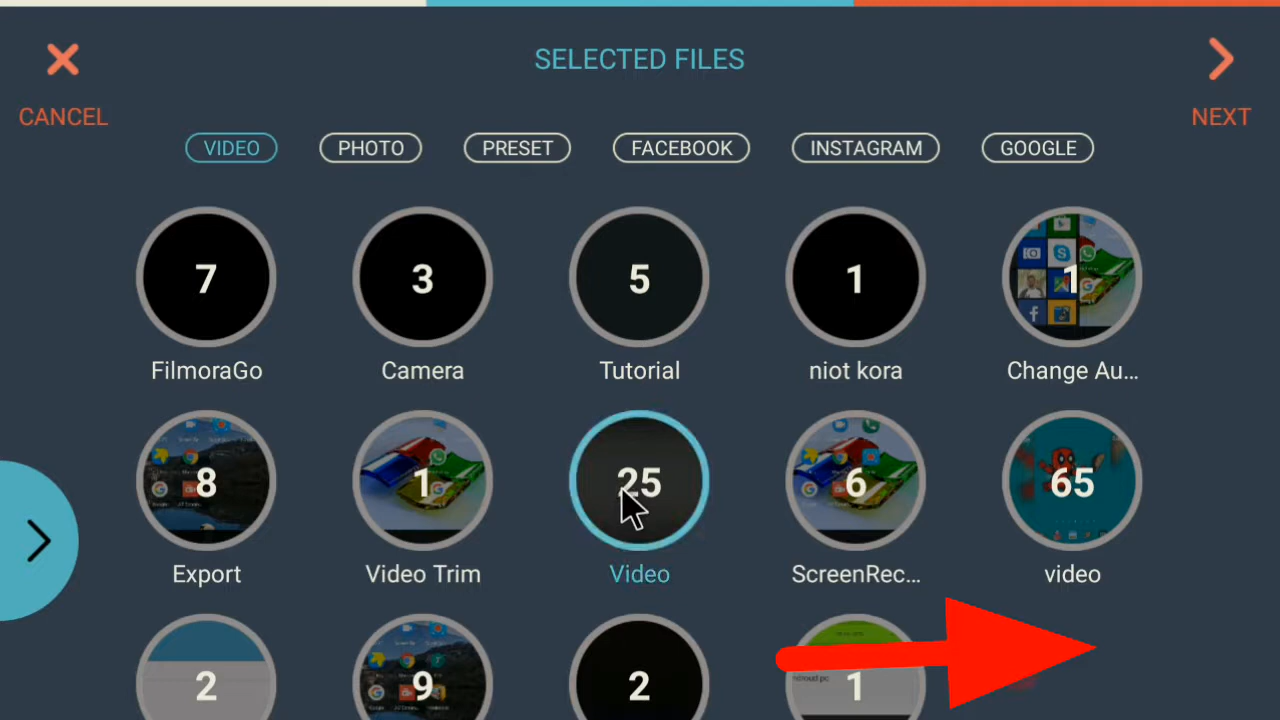 SELECTED FILES
CANCEL
NEXT
VIDEO PHOTO PRESET FACEBOOK INSTAGRAM GOOGLE
7 3 5 1 1
FilmoraGo Camera Tutorial niot kora Change Au...
8 1 25 6 65
Export Video Trim Video ScreenRec... video
2 9 2 1